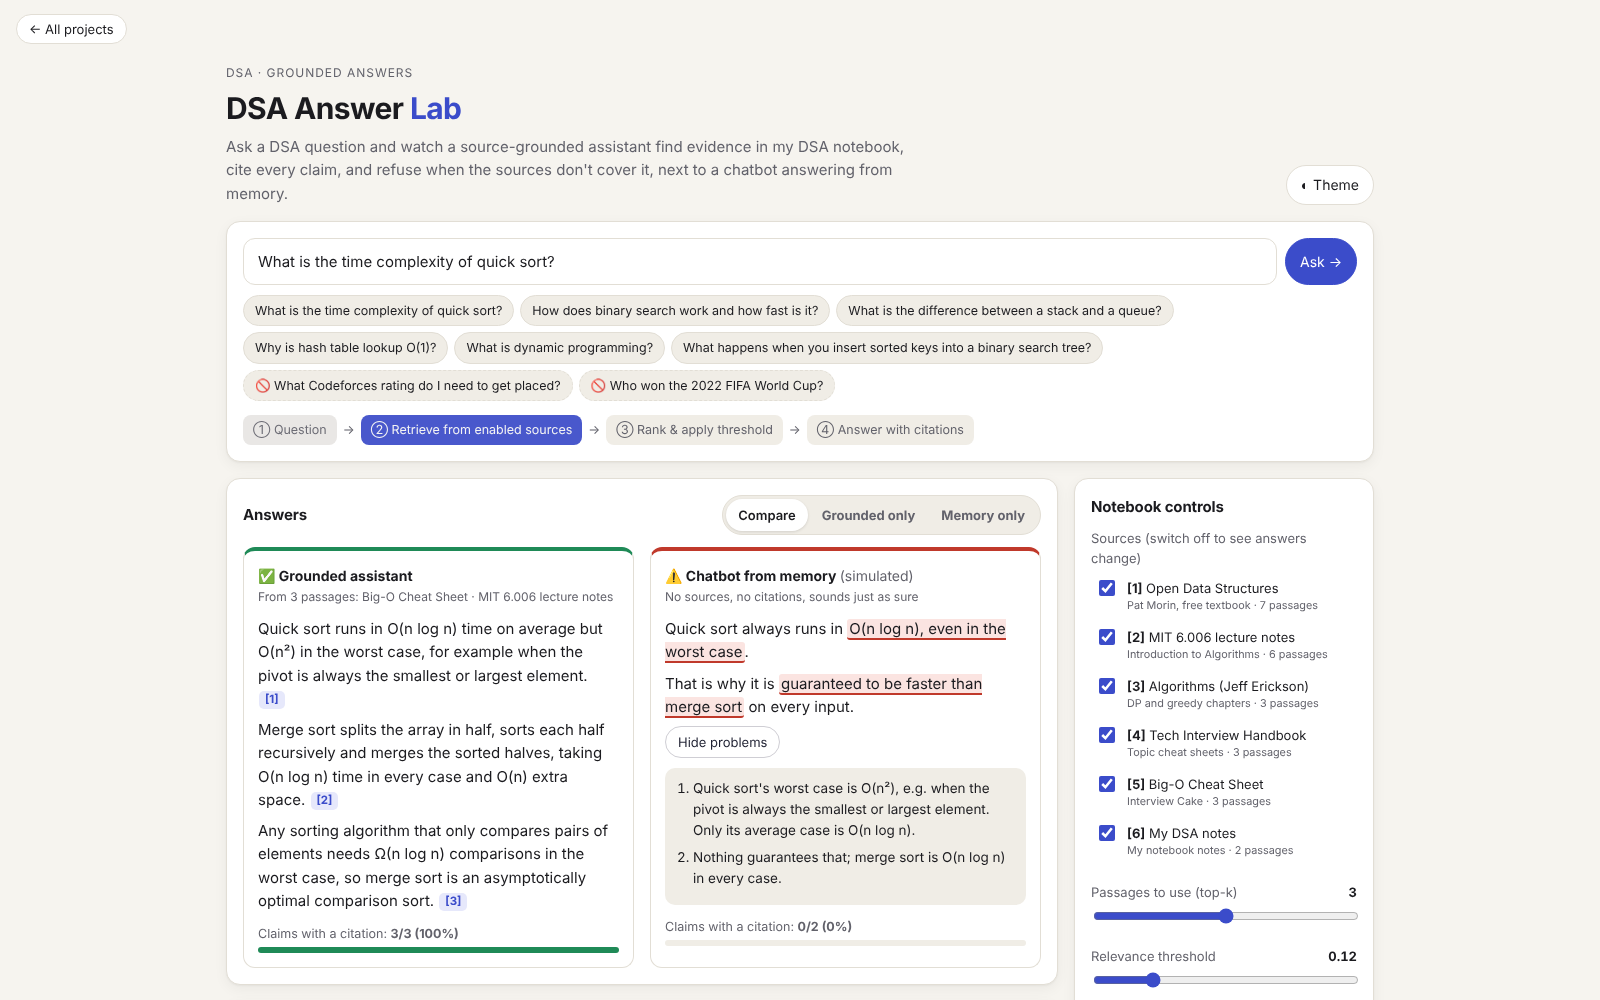 ← All projects
DSA · GROUNDED ANSWERS
DSA Answer Lab
Ask a DSA question and watch a source-grounded assistant find evidence in my DSA notebook,
cite every claim, and refuse when the sources don't cover it, next to a chatbot answering from
memory.
Theme
What is the time complexity of quick sort?
Ask →
What is the time complexity of quick sort?
How does binary search work and how fast is it?
What is the difference between a stack and a queue?
Why is hash table lookup O(1)?
What is dynamic programming?
What happens when you insert sorted keys into a binary search tree?
🚫 What Codeforces rating do I need to get placed?
🚫 Who won the 2022 FIFA World Cup?
① Question → ② Retrieve from enabled sources → ③ Rank & apply threshold → ④ Answer with citations
Answers
Compare
Grounded only
Memory only
✅ Grounded assistant
From 3 passages: Big-O Cheat Sheet · MIT 6.006 lecture notes
Quick sort runs in O(n log n) time on average but
O(n²) in the worst case, for example when the
pivot is always the smallest or largest element.
[1]
Merge sort splits the array in half, sorts each half
recursively and merges the sorted halves, taking
O(n log n) time in every case and O(n) extra
space. [2]
Any sorting algorithm that only compares pairs of
elements needs Ω(n log n) comparisons in the
worst case, so merge sort is an asymptotically
optimal comparison sort. [3]
Claims with a citation: 3/3 (100%)
⚠️ Chatbot from memory (simulated)
No sources, no citations, sounds just as sure
Quick sort always runs in O(n log n), even in the
worst case.
That is why it is guaranteed to be faster than
merge sort on every input.
Hide problems
1. Quick sort's worst case is O(n²), e.g. when the
pivot is always the smallest or largest element.
Only its average case is O(n log n).
2. Nothing guarantees that; merge sort is O(n log n)
in every case.
Claims with a citation: 0/2 (0%)
Notebook controls
Sources (switch off to see answers
change)
[1] Open Data Structures
Pat Morin, free textbook · 7 passages
[2] MIT 6.006 lecture notes
Introduction to Algorithms · 6 passages
[3] Algorithms (Jeff Erickson)
DP and greedy chapters · 3 passages
[4] Tech Interview Handbook
Topic cheat sheets · 3 passages
[5] Big-O Cheat Sheet
Interview Cake · 3 passages
[6] My DSA notes
My notebook notes · 2 passages
Passages to use (top-k) 3
Relevance threshold 0.12